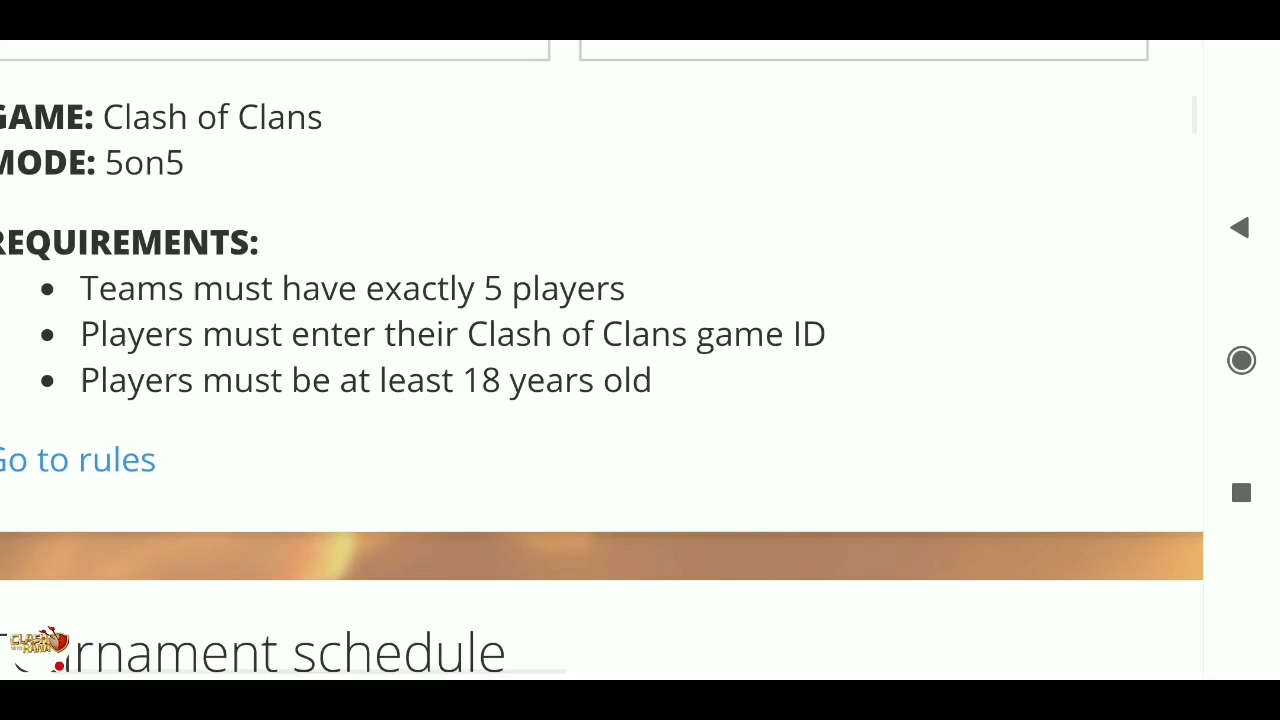 GAME: Clash of Clans
MODE: 5on5
REQUIREMENTS:
• Teams must have exactly 5 players
• Players must enter their Clash of Clans game ID
• Players must be at least 18 years old
Go to rules
Tournament schedule